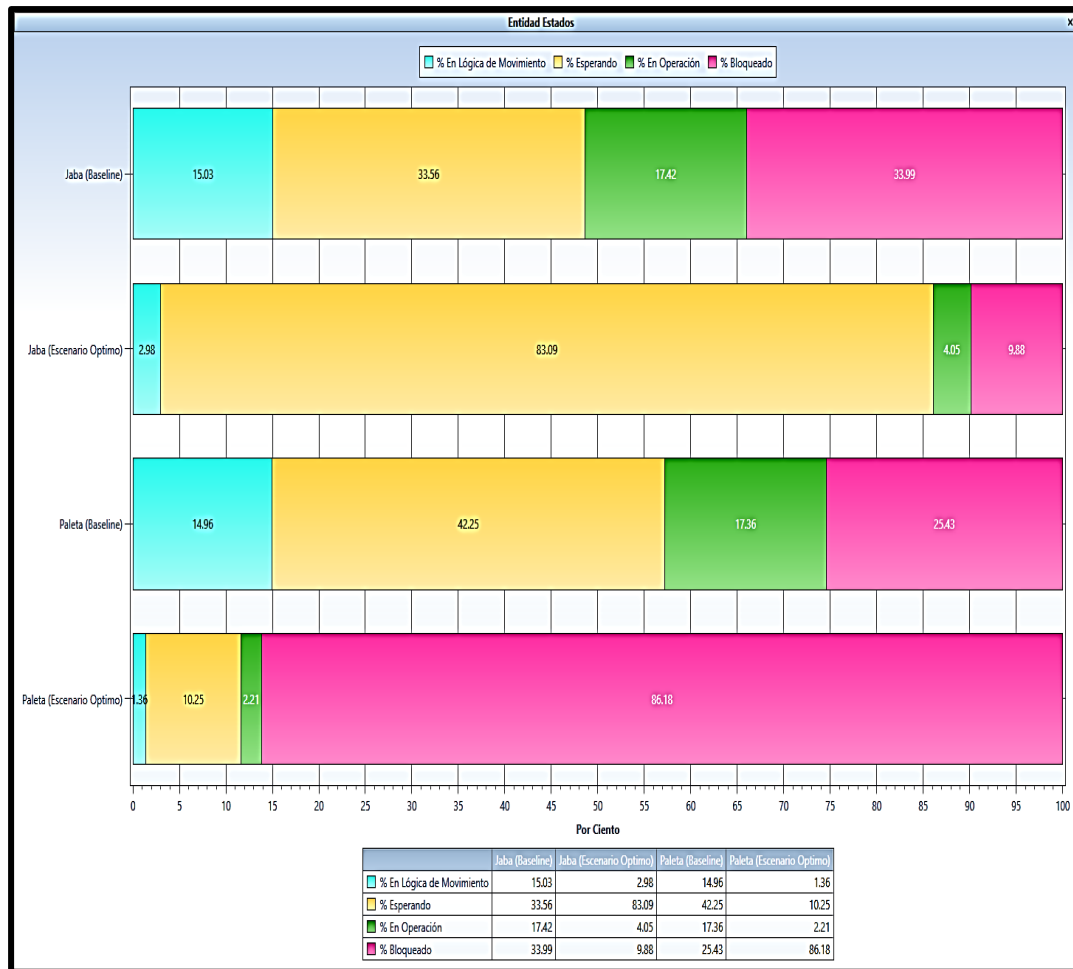 Entidad Estados x
% En Lógica de Movimiento % Esperando % En Operación % Bloqueado
Jaba (Baseline) 15.03 33.56 17.42 33.99
Jaba (Escenario Optimo) 2.98 83.09 4.05 9.88
Paleta (Baseline) 14.96 42.25 17.36 25.43
Paleta (Escenario Optimo) 1.36 10.25 2.21 86.18
0 5 10 15 20 25 30 35 40 45 50 55 60 65 70 75 80 85 90 95 100
Por Ciento
Jaba (Baseline) Jaba (Escenario Optimo) Paleta (Baseline) Paleta (Escenario Optimo)
% En Lógica de Movimiento 15.03 2.98 14.96 1.36
% Esperando 33.56 83.09 42.25 10.25
% En Operación 17.42 4.05 17.36 2.21
% Bloqueado 33.99 9.88 25.43 86.18